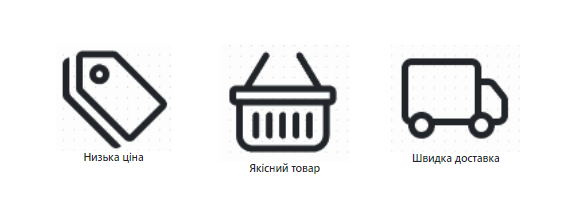 Низька ціна
Якісний товар
Швидка доставка